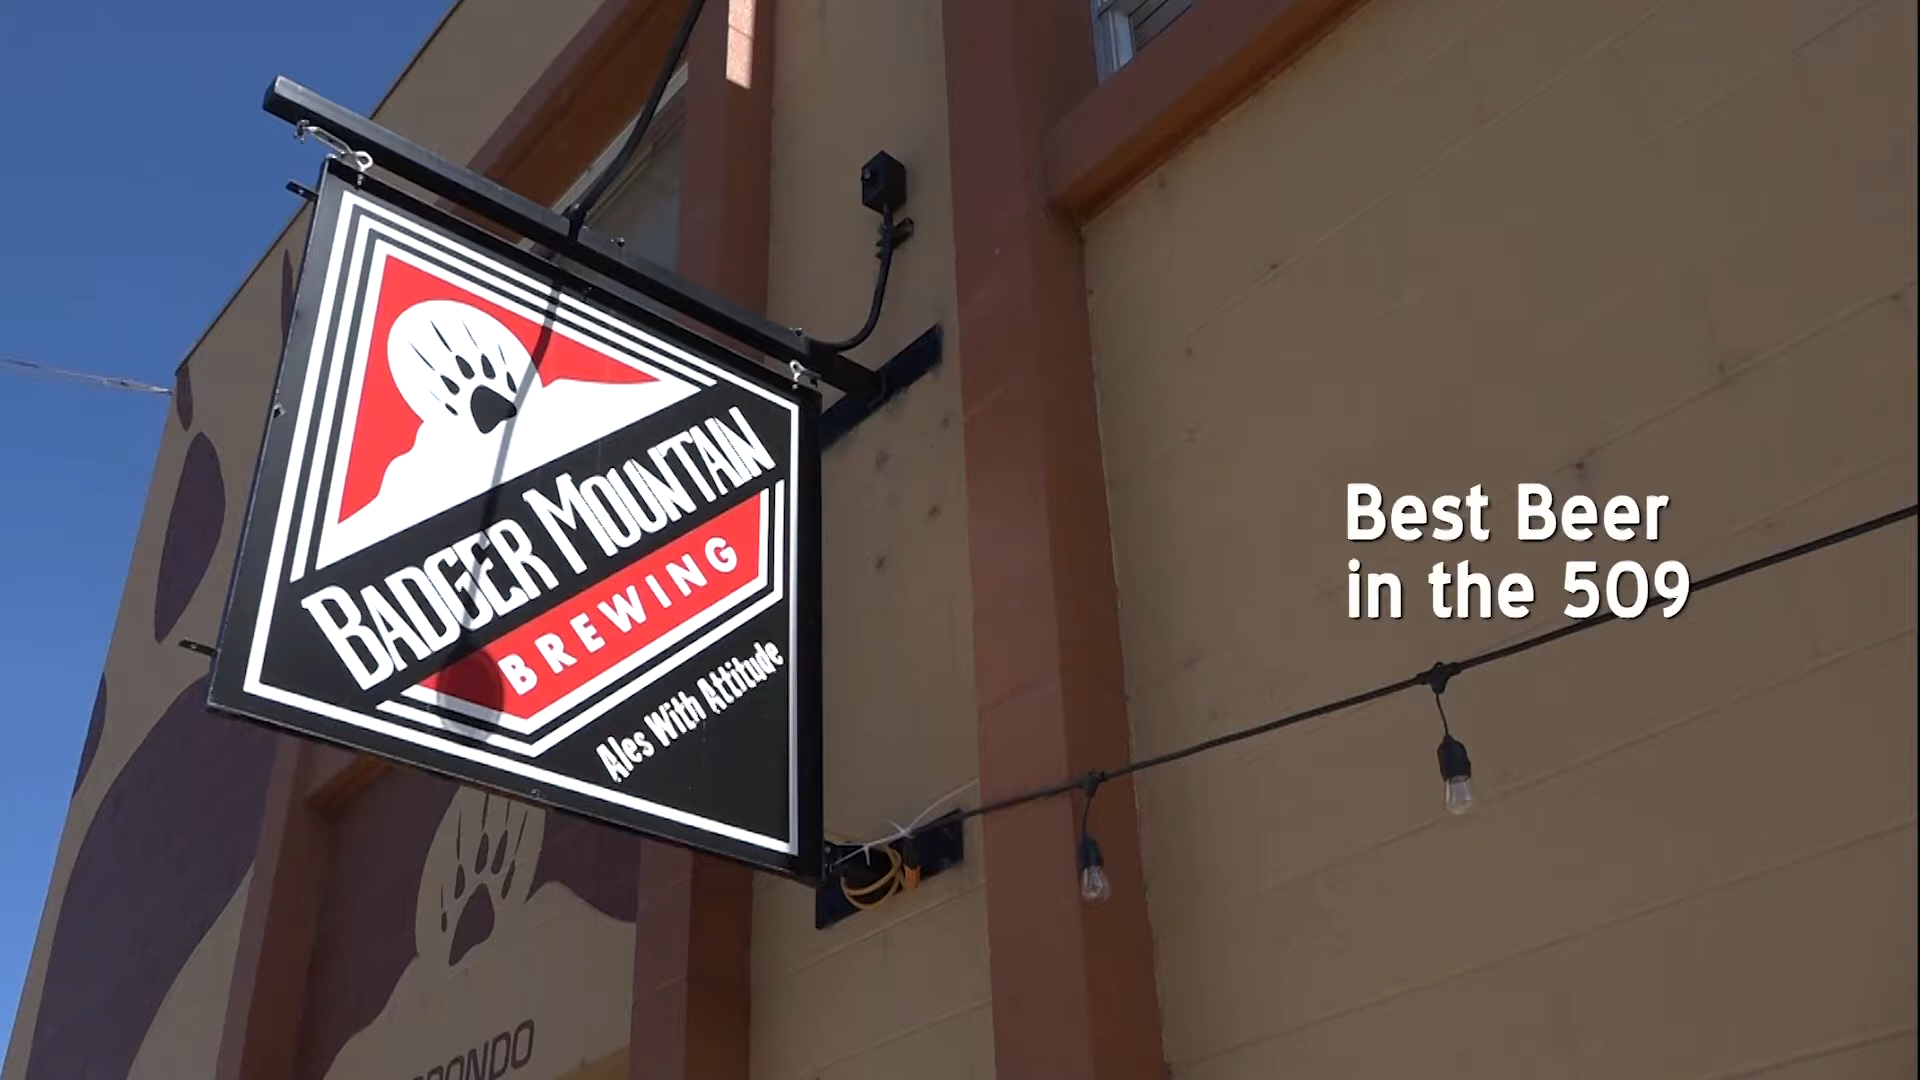 BADGER MOUNTAIN
BREWING
Ales With Attitude
Best Beer
in the 509